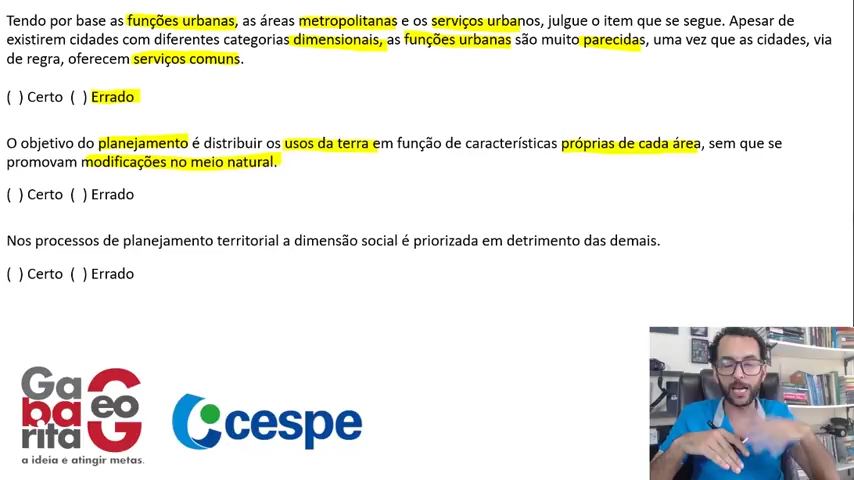 Tendo por base as funções urbanas, as áreas metropolitanas e os serviços urbanos, julgue o item que se segue. Apesar de
existirem cidades com diferentes categorias dimensionais, as funções urbanas são muito parecidas, uma vez que as cidades, via
de regra, oferecem serviços comuns.
( ) Certo ( ) Errado
O objetivo do planejamento é distribuir os usos da terra em função de características próprias de cada área, sem que se
promovam modificações no meio natural.
( ) Certo ( ) Errado
Nos processos de planejamento territorial a dimensão social é priorizada em detrimento das demais.
( ) Certo ( ) Errado
Ga
ba
rita
Geo
a ideia e atingir metas.
cespe